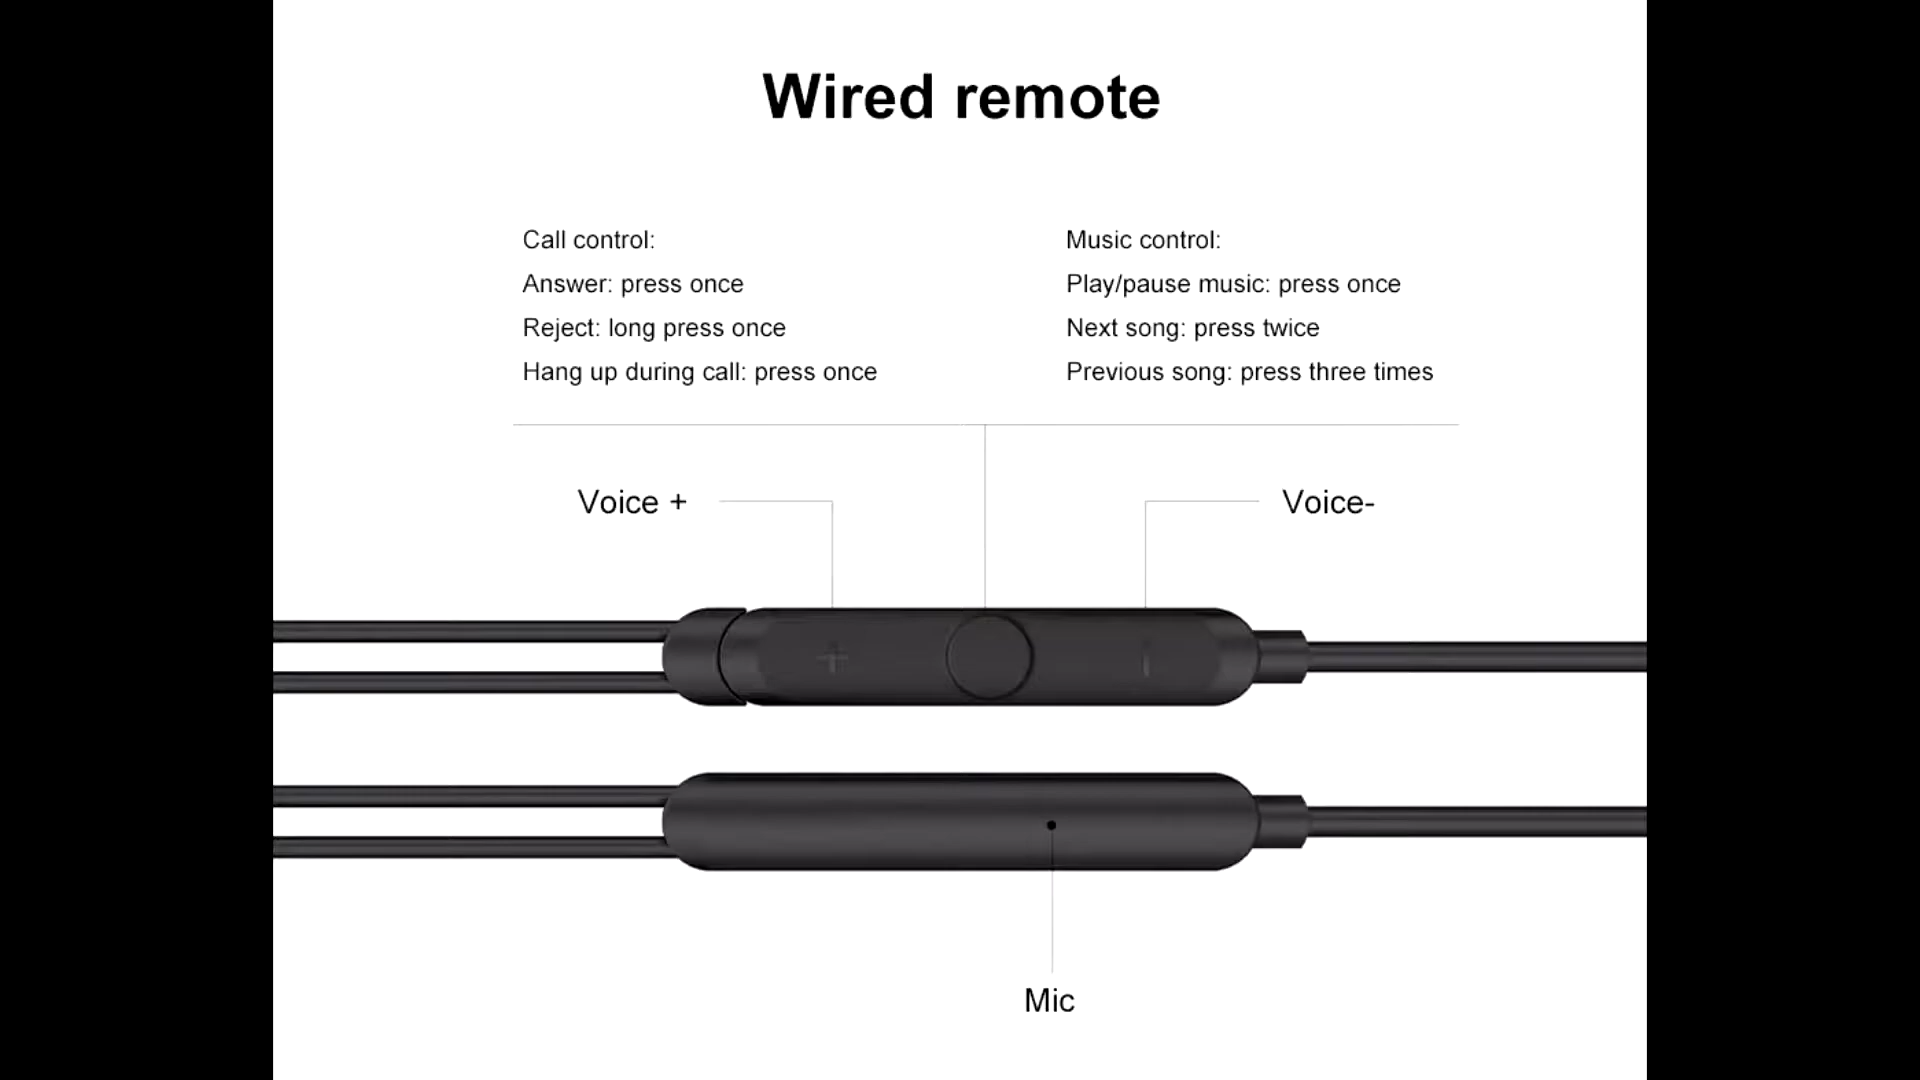 Wired remote
Call control:
Answer: press once
Reject: long press once
Hang up during call: press once
Music control:
Play/pause music: press once
Next song: press twice
Previous song: press three times
Voice +
Voice-
Mic